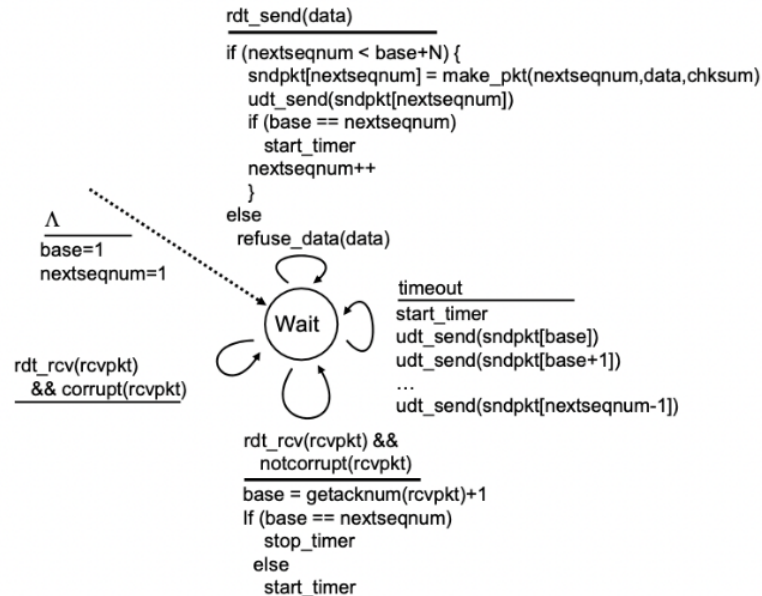 rdt_send(data)
if (nextseqnum < base+N) {
sndpkt[nextseqnum] = make_pkt(nextseqnum,data,chksum)
udt_send(sndpkt[nextseqnum])
if (base == nextseqnum)
start_timer
nextseqnum++
}
else
refuse_data(data)
Λ
base=1
nextseqnum=1
Wait
timeout
start_timer
udt_send(sndpkt[base])
udt_send(sndpkt[base+1])
…
udt_send(sndpkt[nextseqnum-1])
rdt_rcv(rcvpkt)
&& corrupt(rcvpkt)
rdt_rcv(rcvpkt) &&
notcorrupt(rcvpkt)
base = getacknum(rcvpkt)+1
If (base == nextseqnum)
stop_timer
else
start_timer